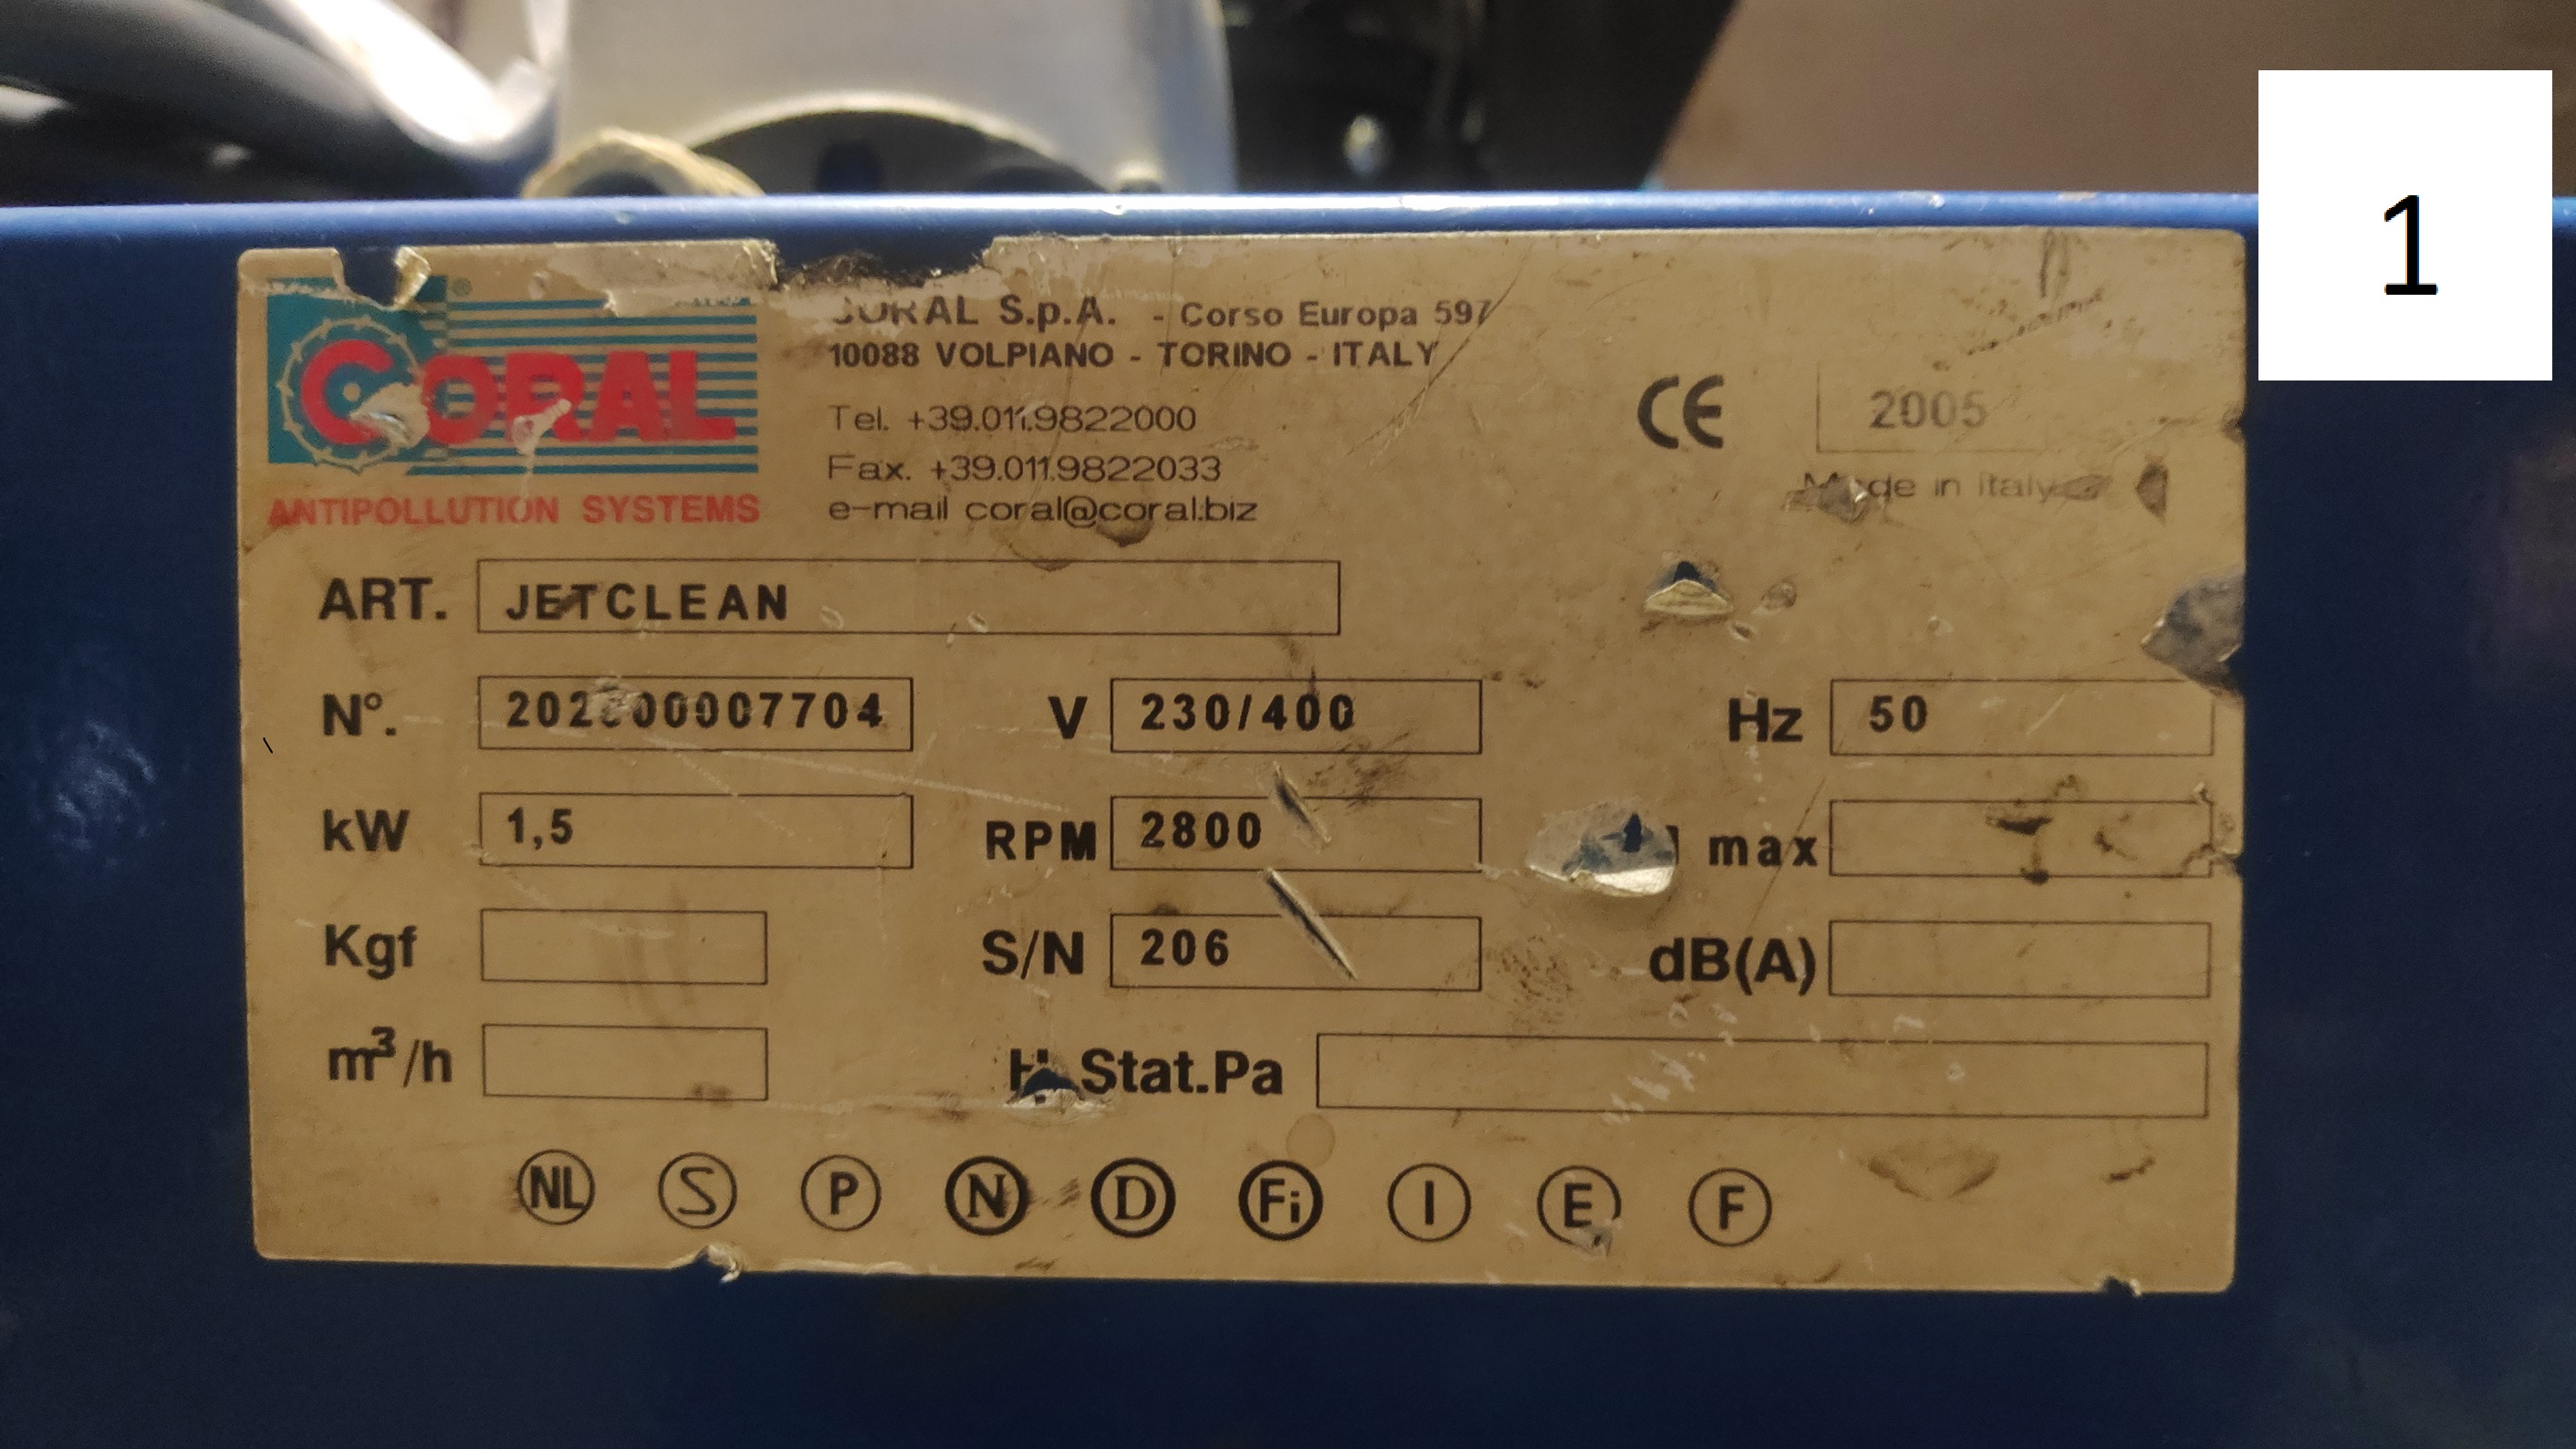 1
CORAL S.p.A. - Corso Europa 597
10088 VOLPIANO - TORINO - ITALY
Tel. +39.011.9822000
Fax. +39.011.9822033
e-mail coral@coral.biz
CORAL
ANTIPOLLUTION SYSTEMS
CE 2005
Made in Italy
ART. JETCLEAN
N°. V 230/400 Hz 50
kW 1,5 RPM 2800 max
Kgf S/N 206 dB(A)
m³/h Stat.Pa
NL S P N D Fi I E F